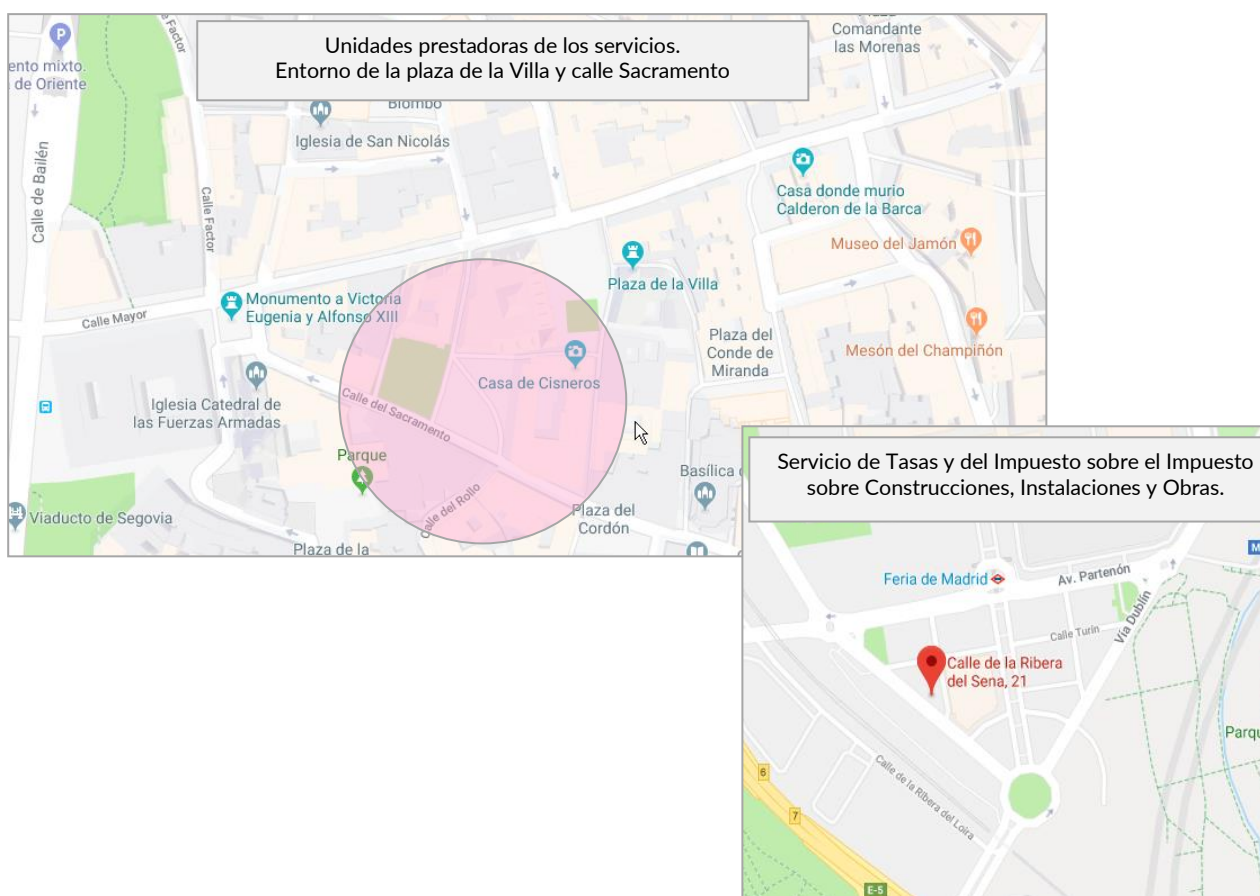 Unidades prestadoras de los servicios.
Entorno de la plaza de la Villa y calle Sacramento
P
ento mixto.
de Oriente
Factor
Comandante
las Morenas
Biombo
Iglesia de San Nicolás
Calle de Bailén
Calle Factor
Casa donde murio
Calderon de la Barca
Museo del Jamón
Plaza de la Villa
Monumento a Victoria
Eugenia y Alfonso XIII
Calle Mayor
Plaza del
Conde de
Miranda
Mesón del Champiñón
Casa de Cisneros
Iglesia Catedral de
las Fuerzas Armadas
Calle del Sacramento
Parque
Basílica
Calle del Rollo
Plaza del
Cordón
Viaducto de Segovia
Plaza de la
Servicio de Tasas y del Impuesto sobre el Impuesto
sobre Construcciones, Instalaciones y Obras.
M
Feria de Madrid
Av. Partenón
Vía Dublín
Calle Turín
Calle de la Ribera
del Sena, 21
Parqu
Calle de la Ribera del Loira
6
7
E-5